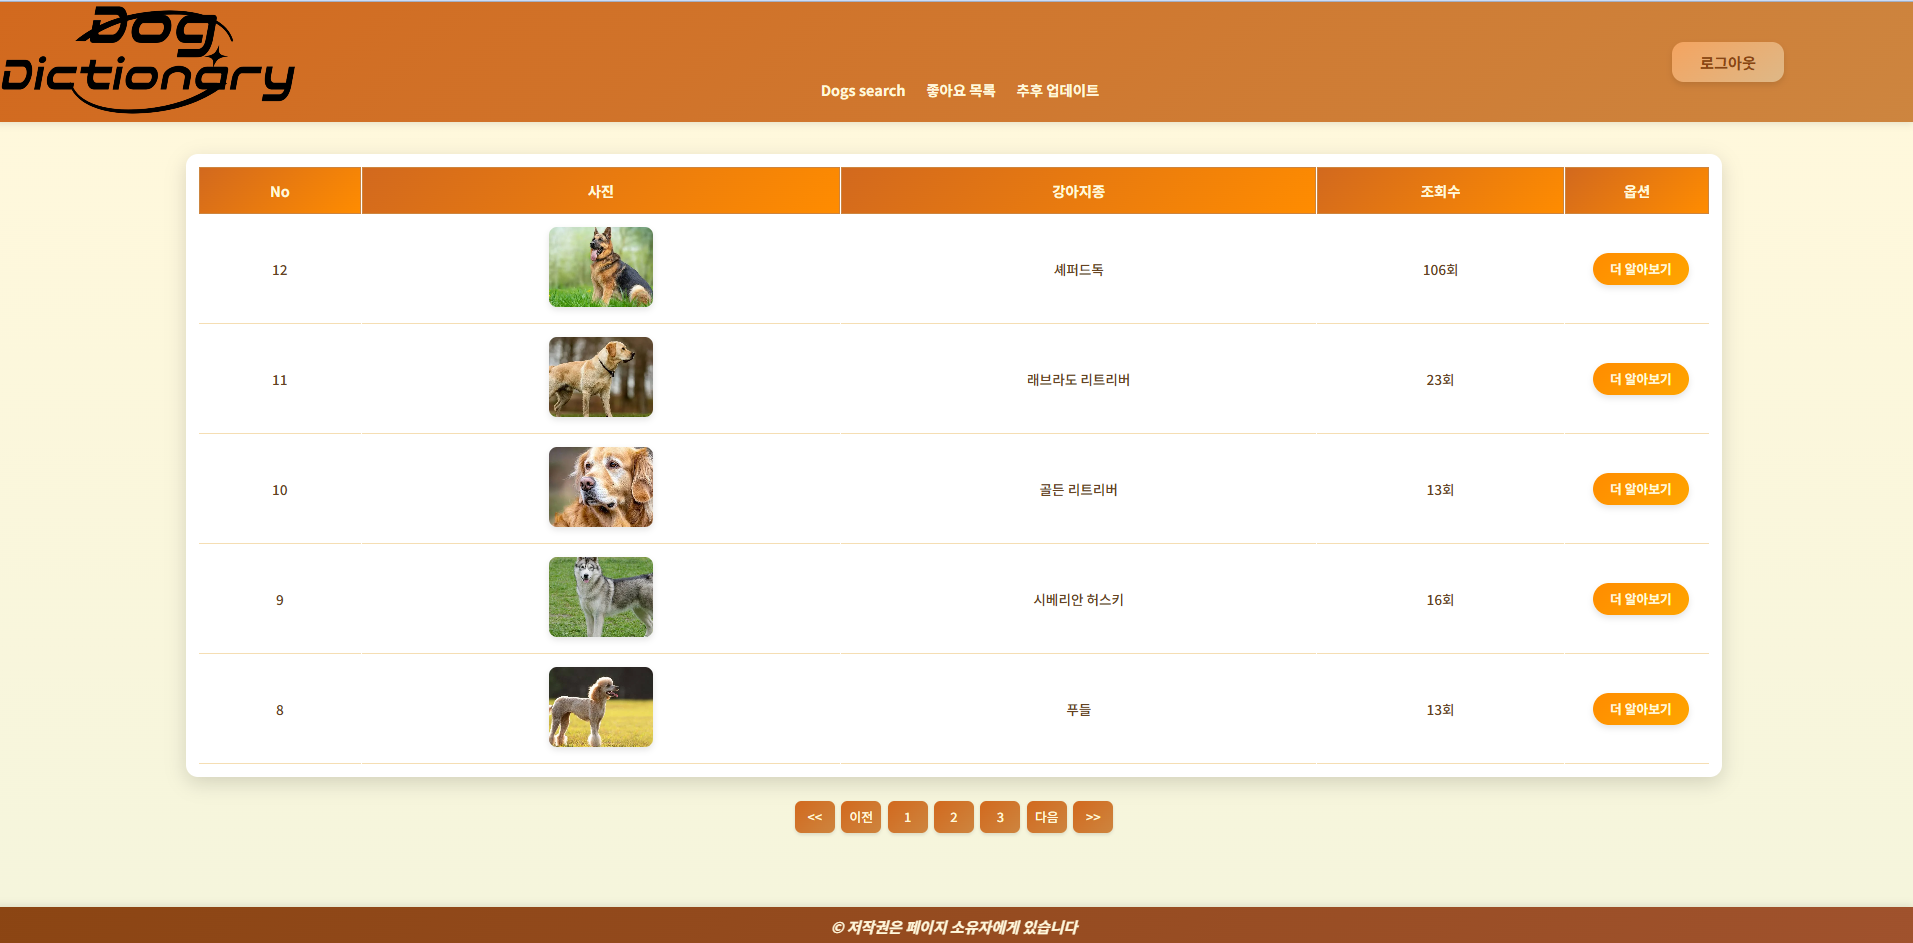 Dog
Dictionary
로그아웃
Dogs search 좋아요 목록 추후 업데이트
No 사진 강아지종 조회수 옵션
12 셰퍼드독 106회 더 알아보기
11 래브라도 리트리버 23회 더 알아보기
10 골든 리트리버 13회 더 알아보기
9 시베리안 허스키 16회 더 알아보기
8 푸들 13회 더 알아보기
<< 이전 1 2 3 다음 >>
© 저작권은 페이지 소유자에게 있습니다